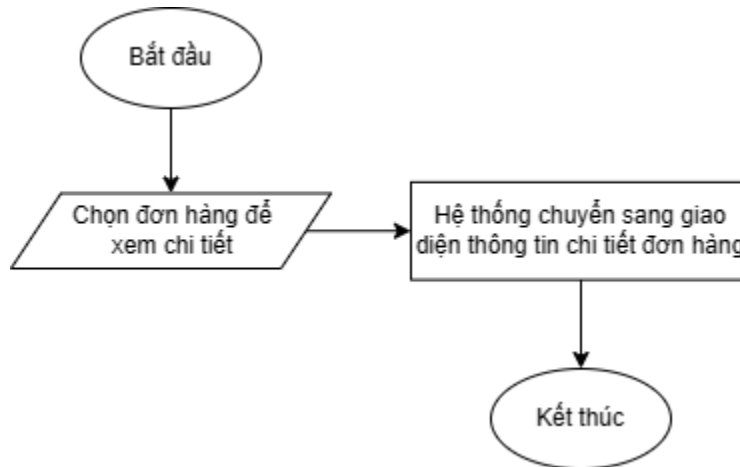 Bắt đầu
Chọn đơn hàng để
xem chi tiết
Hệ thống chuyển sang giao
diện thông tin chi tiết đơn hàng
Kết thúc